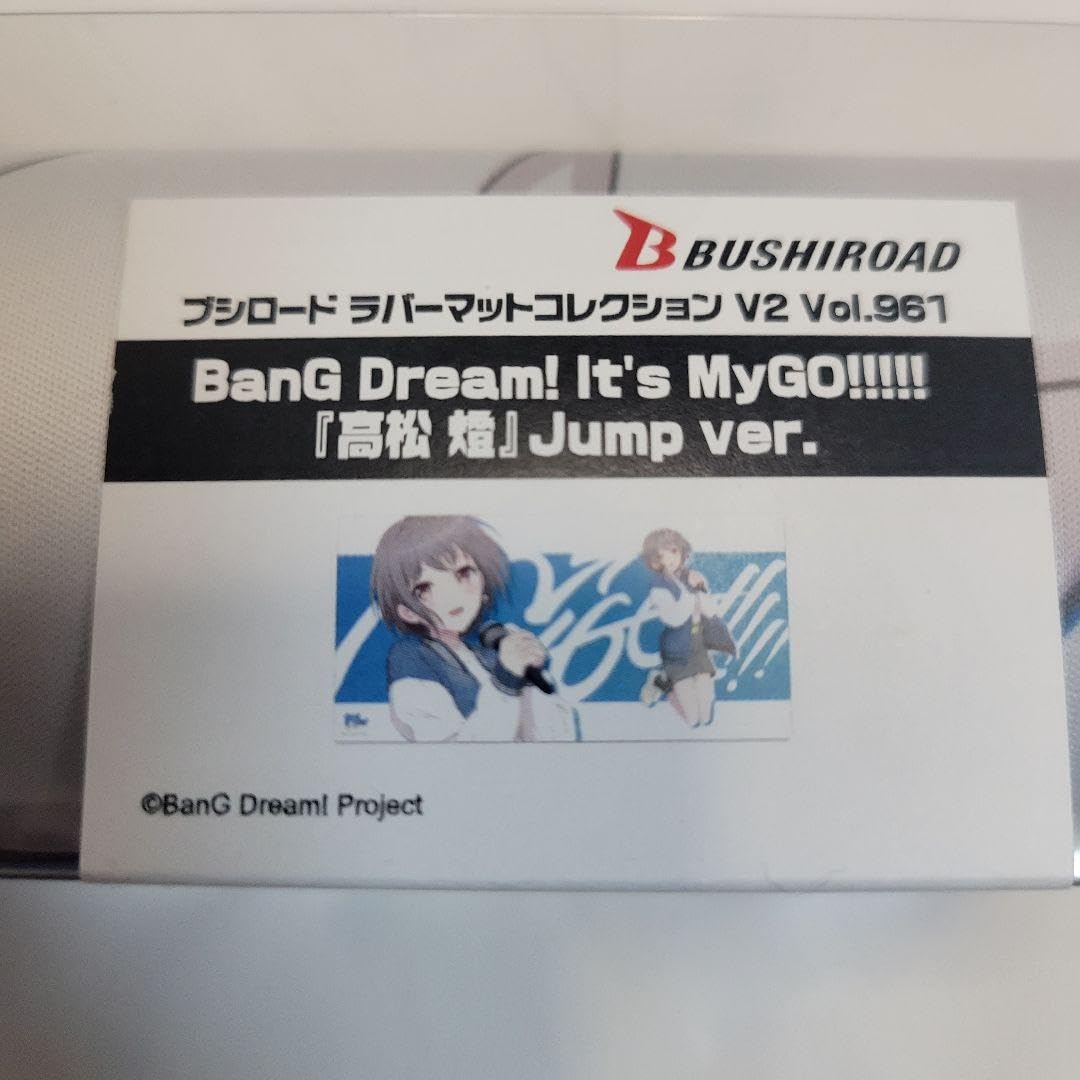 BUSHIROAD
ブシロード ラバーマットコレクション V2 Vol.961
BanG Dream! It's MyGO!!!!!
『高松 燈』Jump ver.
©BanG Dream! Project